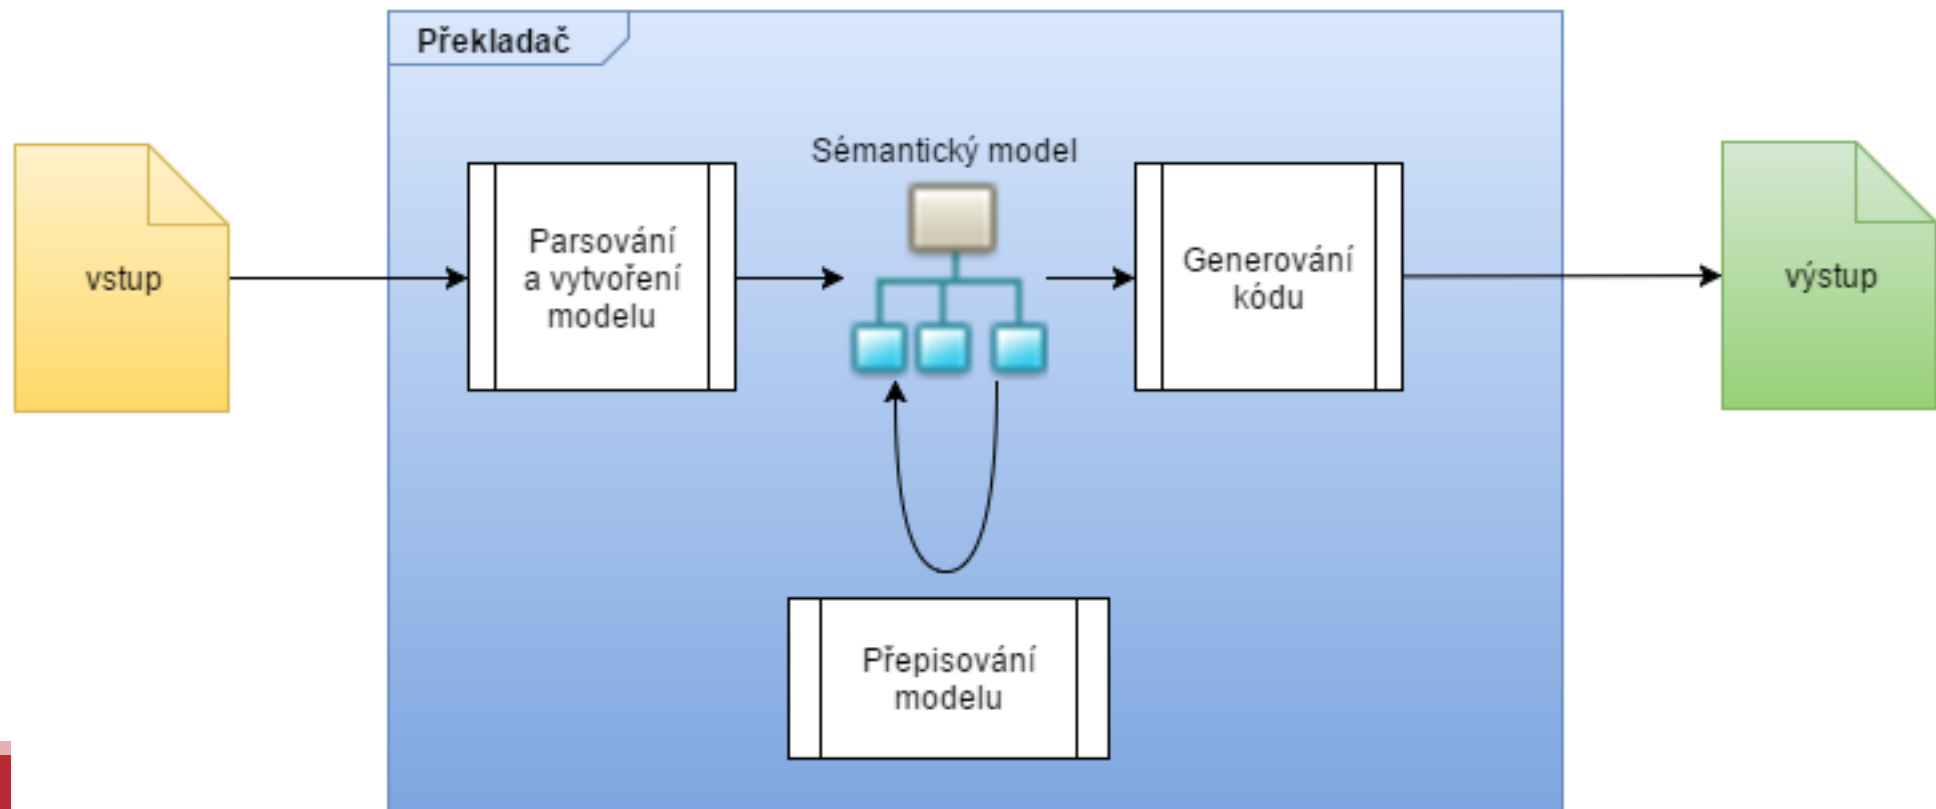 Překladač
vstup
Parsování
a vytvoření
modelu
Sémantický model
Generování
kódu
výstup
Přepisování
modelu